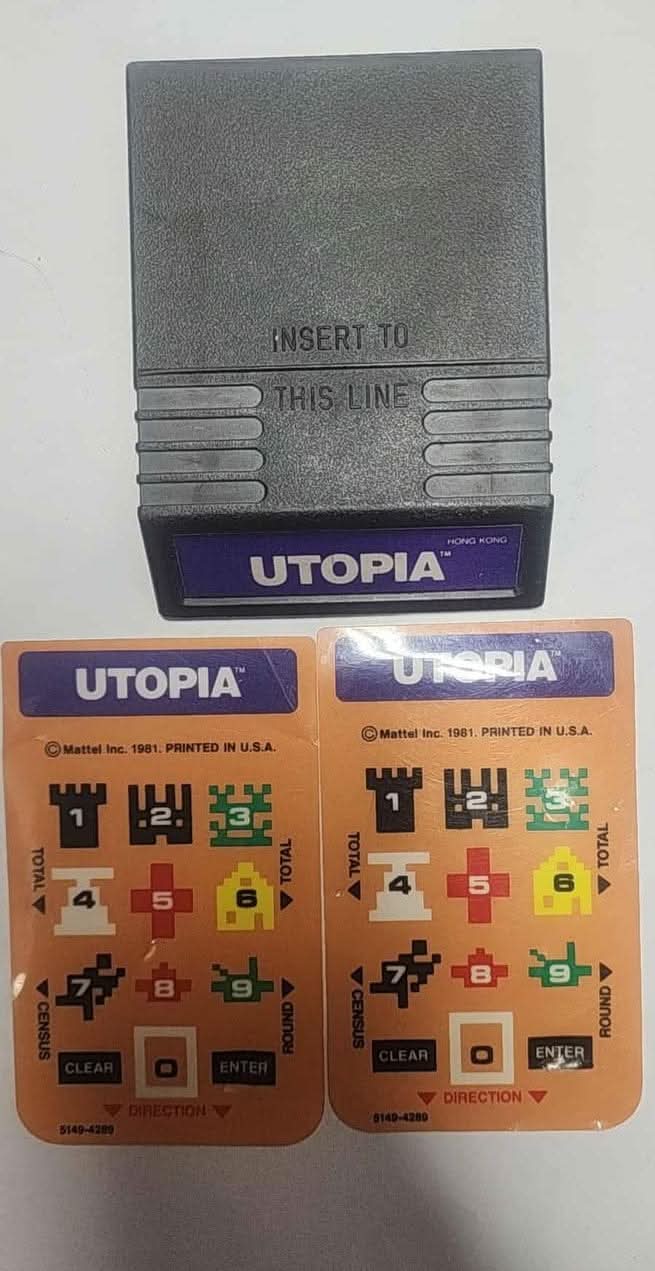 INSERT TO
THIS LINE
HONG KONG
UTOPIA™
UTOPIA™
©Mattel Inc. 1981. PRINTED IN U.S.A.
1 2 3
TOTAL TOTAL
4 5 6
7 8 9
CENSUS ROUND
CLEAR 0 ENTER
DIRECTION
5149-4289
UTOPIA™
©Mattel Inc. 1981. PRINTED IN U.S.A.
1 2 3
TOTAL TOTAL
4 5 6
7 8 9
CENSUS ROUND
CLEAR 0 ENTER
DIRECTION
5149-4289